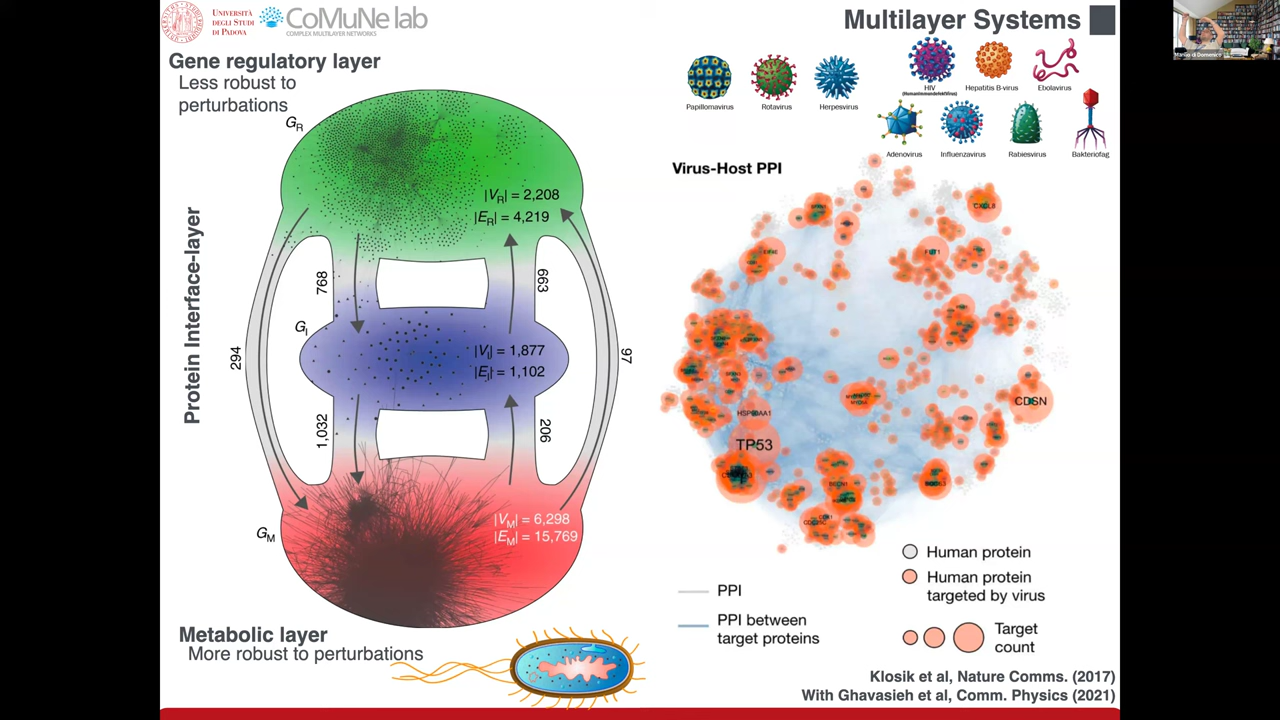 UNIVERSITÀ
DEGLI STUDI
DI PADOVA
CoMuNe lab
COMPLEX MULTILAYER NETWORKS
Multilayer Systems
Gene regulatory layer
Less robust to
perturbations
Protein Interface-layer
G_R
|V_R| = 2,208
|E_R| = 4,219
768
663
G_I
|V_I| = 1,877
|E_I| = 1,102
294
97
1,032
206
G_M
|V_M| = 6,298
|E_M| = 15,769
Metabolic layer
More robust to perturbations
Papillomavirus
Rotavirus
Herpesvirus
HIV
Hepatitis B-virus
Ebolavirus
Adenovirus
Influenzavirus
Rabiesvirus
Bakteriofag
Virus-Host PPI
CXCL8
CDSN
HSP90AA1
TP53
PPI
PPI between
target proteins
Human protein
Human protein
targeted by virus
Target
count
Klosik et al, Nature Comms. (2017)
With Ghavasieh et al, Comm. Physics (2021)